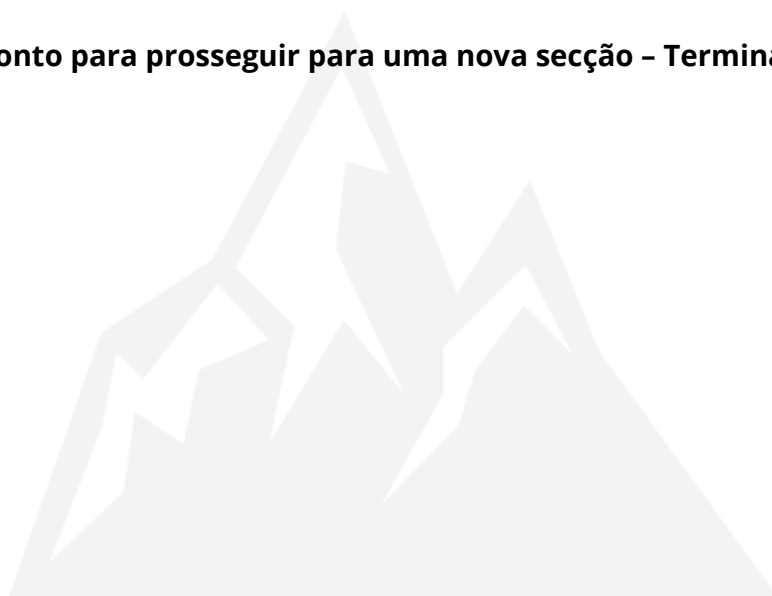 onto para prosseguir para uma nova secção – Termina